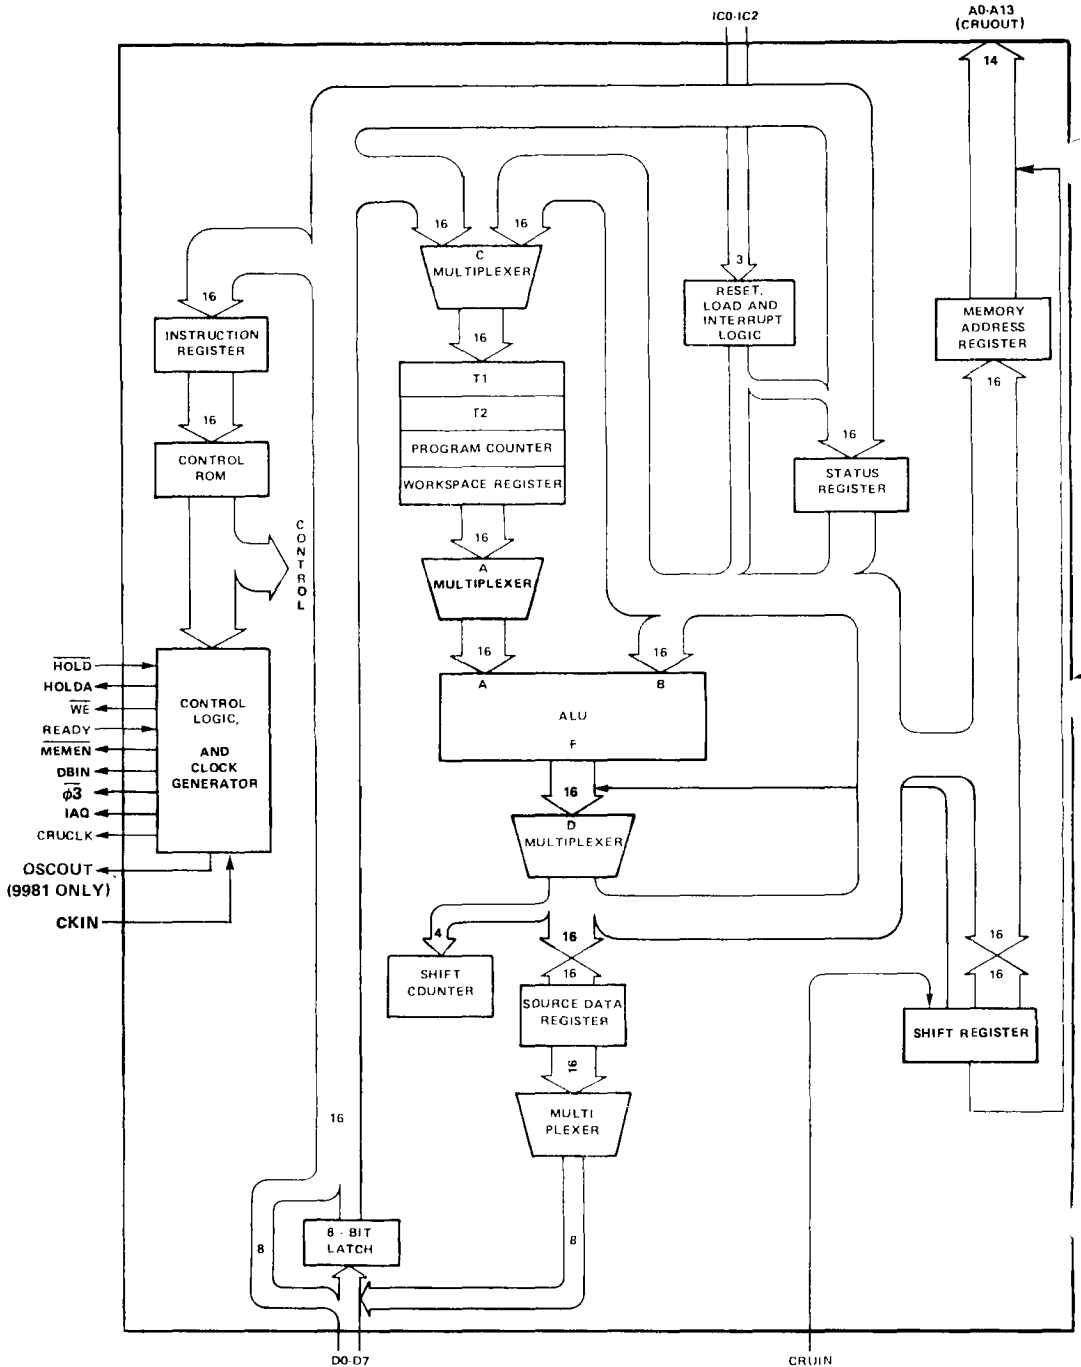 IC0-IC2
A0-A13
(CRUOUT)
14
16
16
C
MULTIPLEXER
3
RESET,
LOAD AND
INTERRUPT
LOGIC
MEMORY
ADDRESS
REGISTER
16
INSTRUCTION
REGISTER
16
T1
T2
PROGRAM COUNTER
WORKSPACE REGISTER
16
16
CONTROL
ROM
16
STATUS
REGISTER
CONTROL
16
A
MULTIPLEXER
16
16
A
B
ALU
F
HOLD
HOLDA
WE
READY
MEMEN
DBIN
φ3
IAQ
CRUCLK
OSCOUT
(9981 ONLY)
CKIN
CONTROL
LOGIC,
AND
CLOCK
GENERATOR
16
D
MULTIPLEXER
4
16
16
SHIFT
COUNTER
SOURCE DATA
REGISTER
16
16
SHIFT REGISTER
16
MULTI
PLEXER
16
8 - BIT
LATCH
8
8
D0-D7
CRUIN